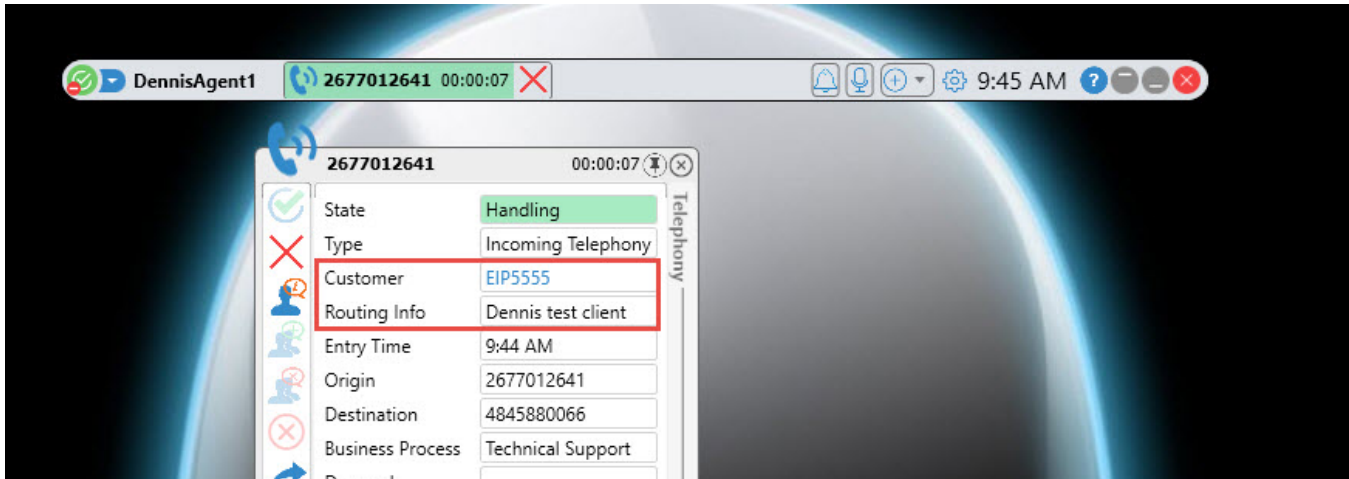 DennisAgent1 2677012641 00:00:07 9:45 AM ?
2677012641 00:00:07
Telephony
State Handling
Type Incoming Telephony
Customer EIP5555
Routing Info Dennis test client
Entry Time 9:44 AM
Origin 2677012641
Destination 4845880066
Business Process Technical Support